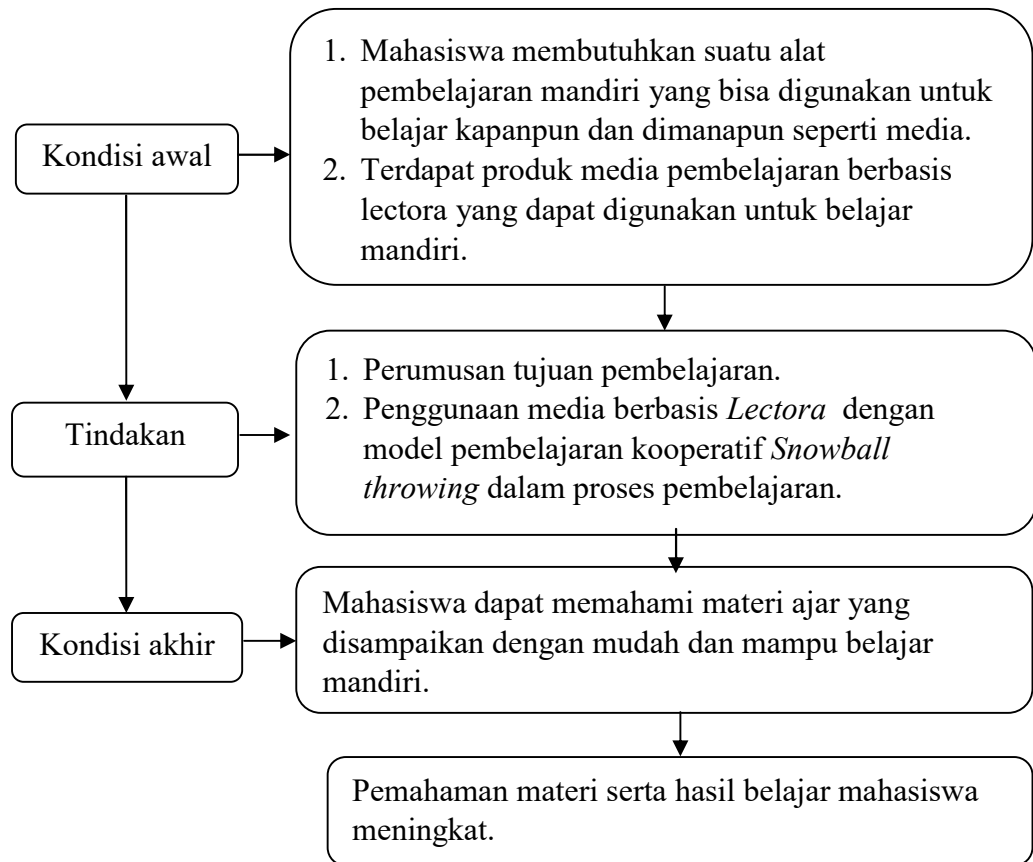 Kondisi awal
1. Mahasiswa membutuhkan suatu alat
pembelajaran mandiri yang bisa digunakan untuk
belajar kapanpun dan dimanapun seperti media.
2. Terdapat produk media pembelajaran berbasis
lectora yang dapat digunakan untuk belajar
mandiri.
Tindakan
1. Perumusan tujuan pembelajaran.
2. Penggunaan media berbasis Lectora dengan
model pembelajaran kooperatif Snowball
throwing dalam proses pembelajaran.
Kondisi akhir
Mahasiswa dapat memahami materi ajar yang
disampaikan dengan mudah dan mampu belajar
mandiri.
Pemahaman materi serta hasil belajar mahasiswa
meningkat.